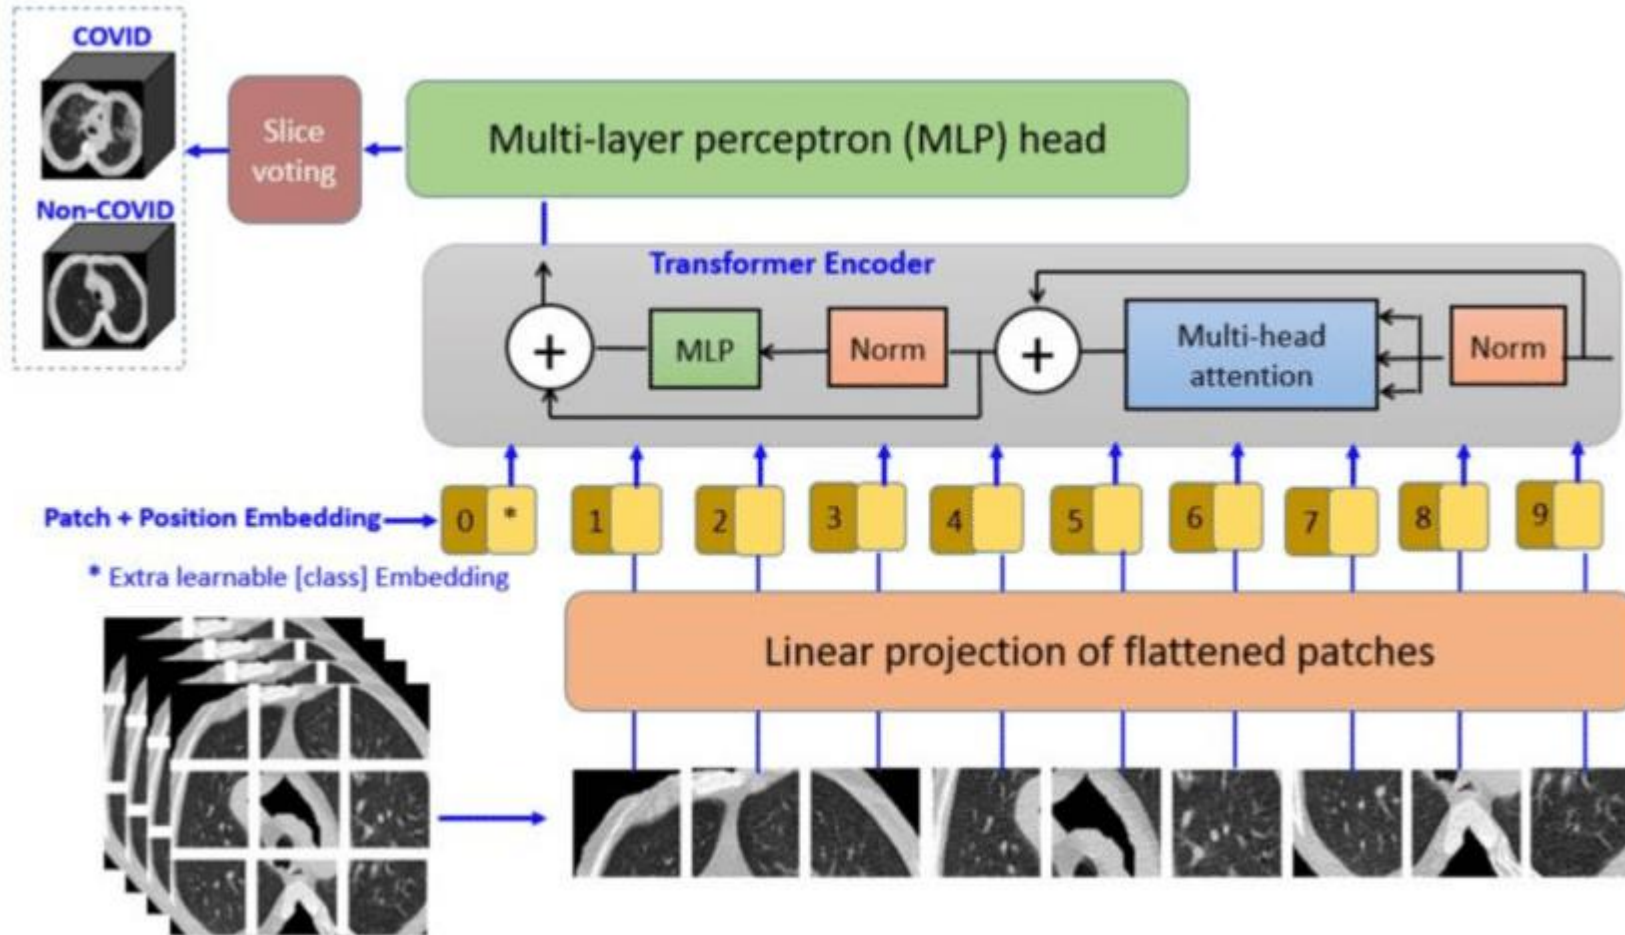 COVID
Non-COVID
Slice
voting
Multi-layer perceptron (MLP) head
Transformer Encoder
+
MLP
Norm
+
Multi-head
attention
Norm
Patch + Position Embedding
0 * 1 2 3 4 5 6 7 8 9
* Extra learnable [class] Embedding
Linear projection of flattened patches